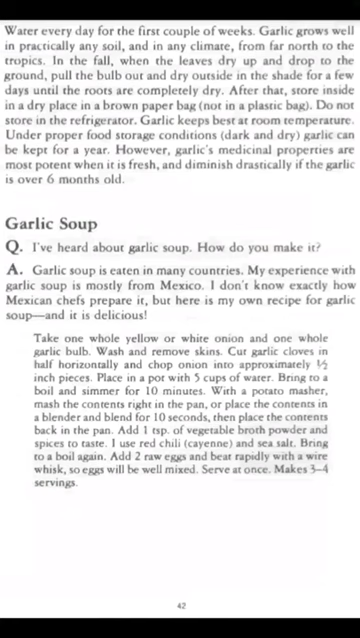 Water every day for the first couple of weeks. Garlic grows well
in practically any soil, and in any climate, from far north to the
tropics. In the fall, when the leaves dry up and drop to the
ground, pull the bulb out and dry outside in the shade for a few
days until the roots are completely dry. After that, store inside
in a dry place in a brown paper bag (not in a plastic bag). Do not
store in the refrigerator. Garlic keeps best at room temperature.
Under proper food storage conditions (dark and dry) garlic can
be kept for a year. However, garlic's medicinal properties are
most potent when it is fresh, and diminish drastically if the garlic
is over 6 months old.
Garlic Soup
Q. I've heard about garlic soup. How do you make it?
A. Garlic soup is eaten in many countries. My experience with
garlic soup is mostly from Mexico. I don't know exactly how
Mexican chefs prepare it, but here is my own recipe for garlic
soup—and it is delicious!
Take one whole yellow or white onion and one whole
garlic bulb. Wash and remove skins. Cut garlic cloves in
half horizontally and chop onion into approximately ½
inch pieces. Place in a pot with 5 cups of water. Bring to a
boil and simmer for 10 minutes. With a potato masher,
mash the contents right in the pan, or place the contents in
a blender and blend for 10 seconds, then place the contents
back in the pan. Add 1 tsp. of vegetable broth powder and
spices to taste. I use red chili (cayenne) and sea salt. Bring
to a boil again. Add 2 raw eggs and beat rapidly with a wire
whisk, so eggs will be well mixed. Serve at once. Makes 3–4
servings.
42